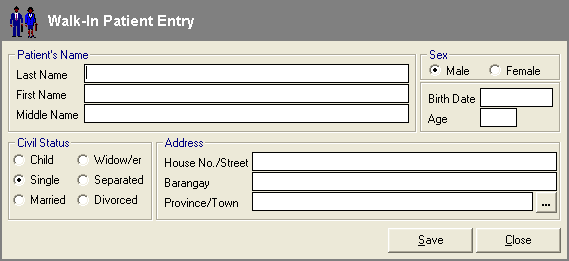 Walk-In Patient Entry
Patient's Name
Last Name
First Name
Middle Name
Sex
Male Female
Birth Date
Age
Civil Status
Child Widow/er
Single Separated
Married Divorced
Address
House No./Street
Barangay
Province/Town ...
Save Close